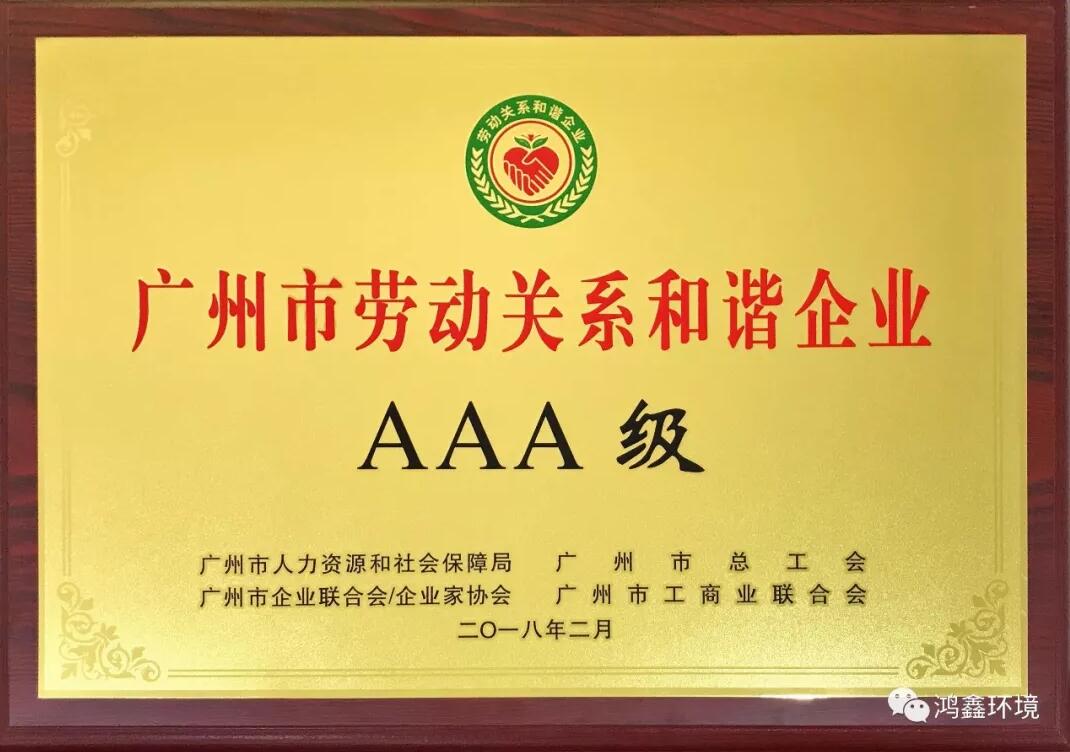 劳动关系和谐企业
广州市劳动关系和谐企业
AAA级
广州市人力资源和社会保障局 广州市总工会
广州市企业联合会/企业家协会 广州市工商业联合会
二〇一八年二月
鸿鑫环境